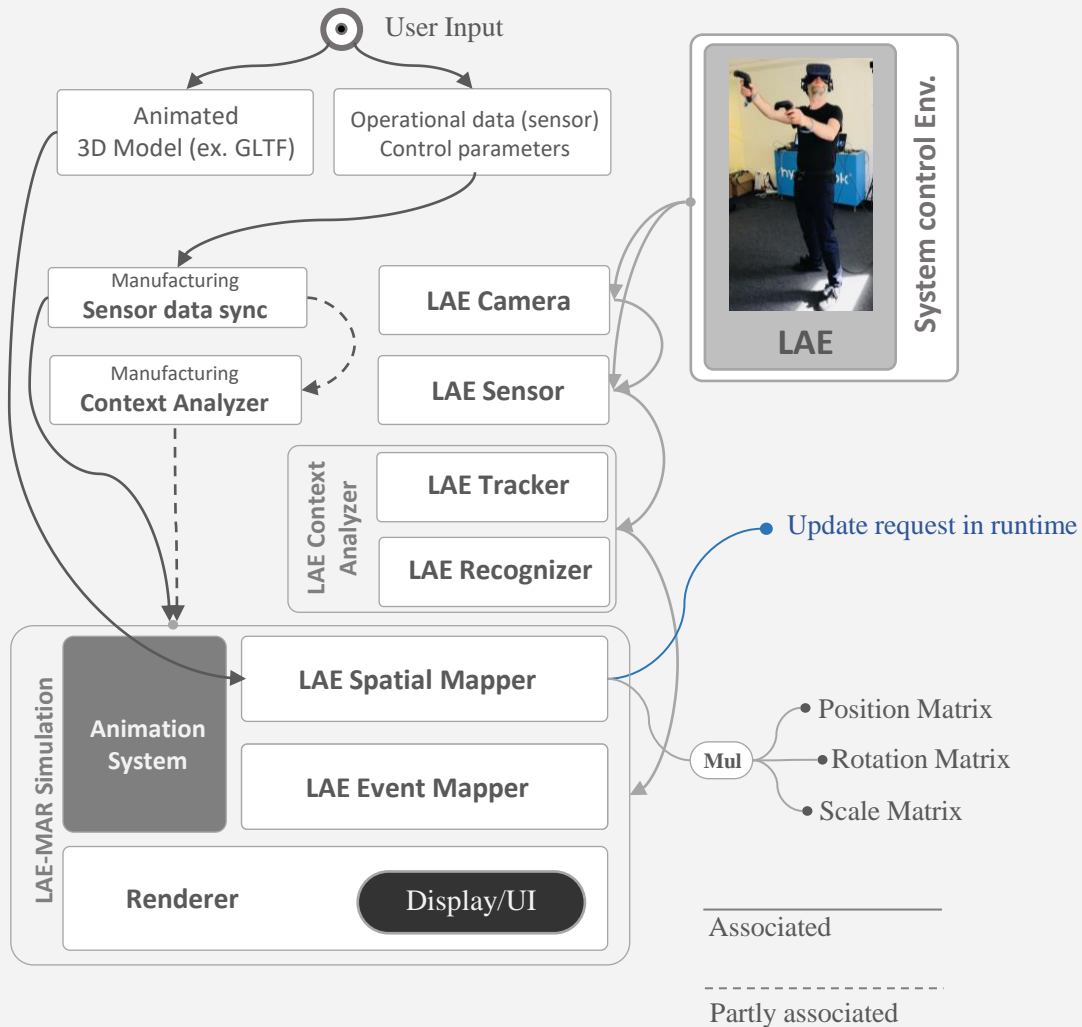 User Input
Animated
3D Model (ex. GLTF)
Operational data (sensor)
Control parameters
LAE
System control Env.
Manufacturing
Sensor data sync
Manufacturing
Context Analyzer
LAE Camera
LAE Sensor
LAE Context
Analyzer
LAE Tracker
LAE Recognizer
Update request in runtime
LAE-MAR Simulation
Animation
System
LAE Spatial Mapper
LAE Event Mapper
Mul
Position Matrix
Rotation Matrix
Scale Matrix
Renderer
Display/UI
Associated
Partly associated